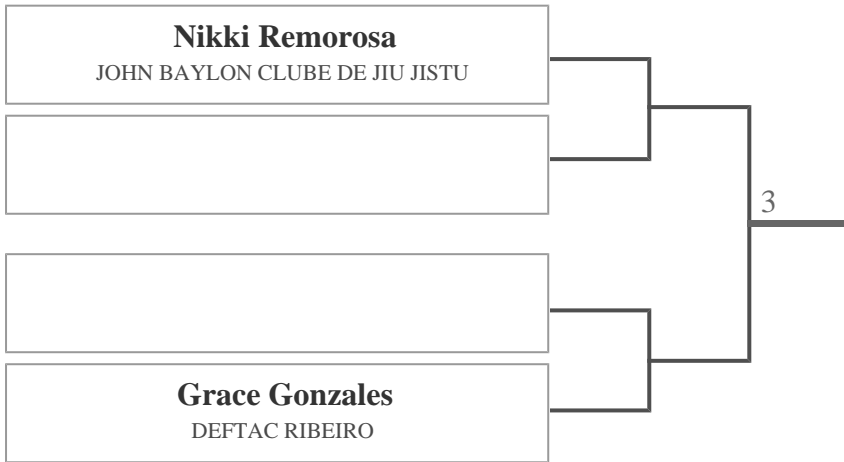 Nikki Remorosa
JOHN BAYLON CLUBE DE JIU JISTU
3
Grace Gonzales
DEFTAC RIBEIRO